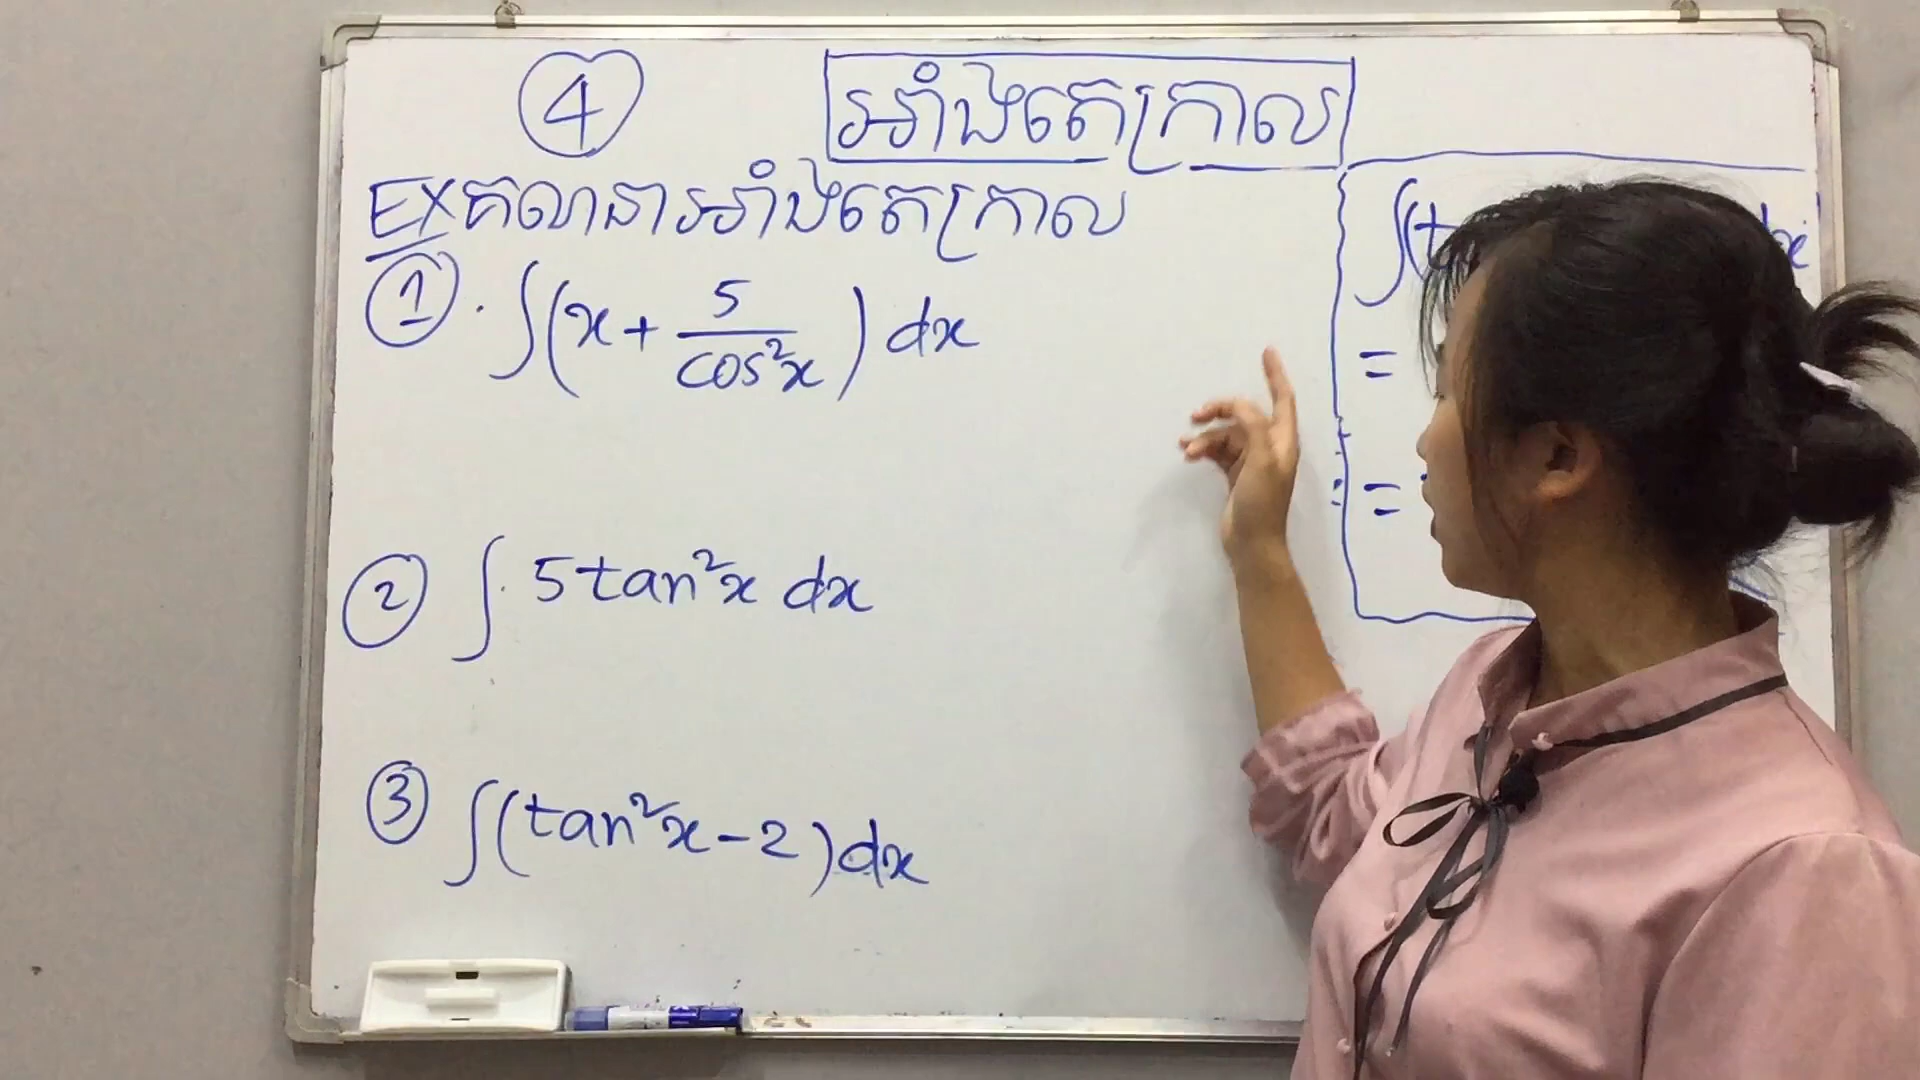 4
អាំងតេក្រាល
EX គណនាអាំងតេក្រាល
① ∫(x + 5/cos²x) dx
② ∫ 5tan²x dx
③ ∫(tan²x - 2)dx
=
=